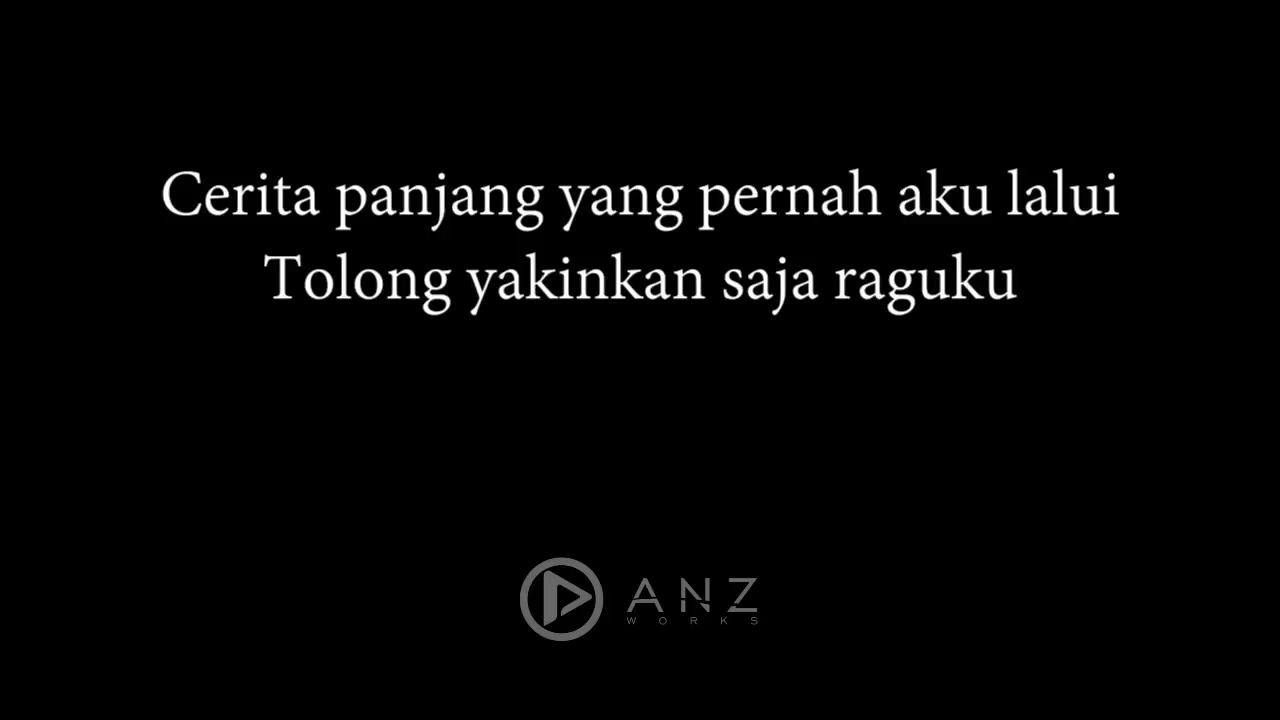 Cerita panjang yang pernah aku lalui
Tolong yakinkan saja raguku
ANZ
WORKS